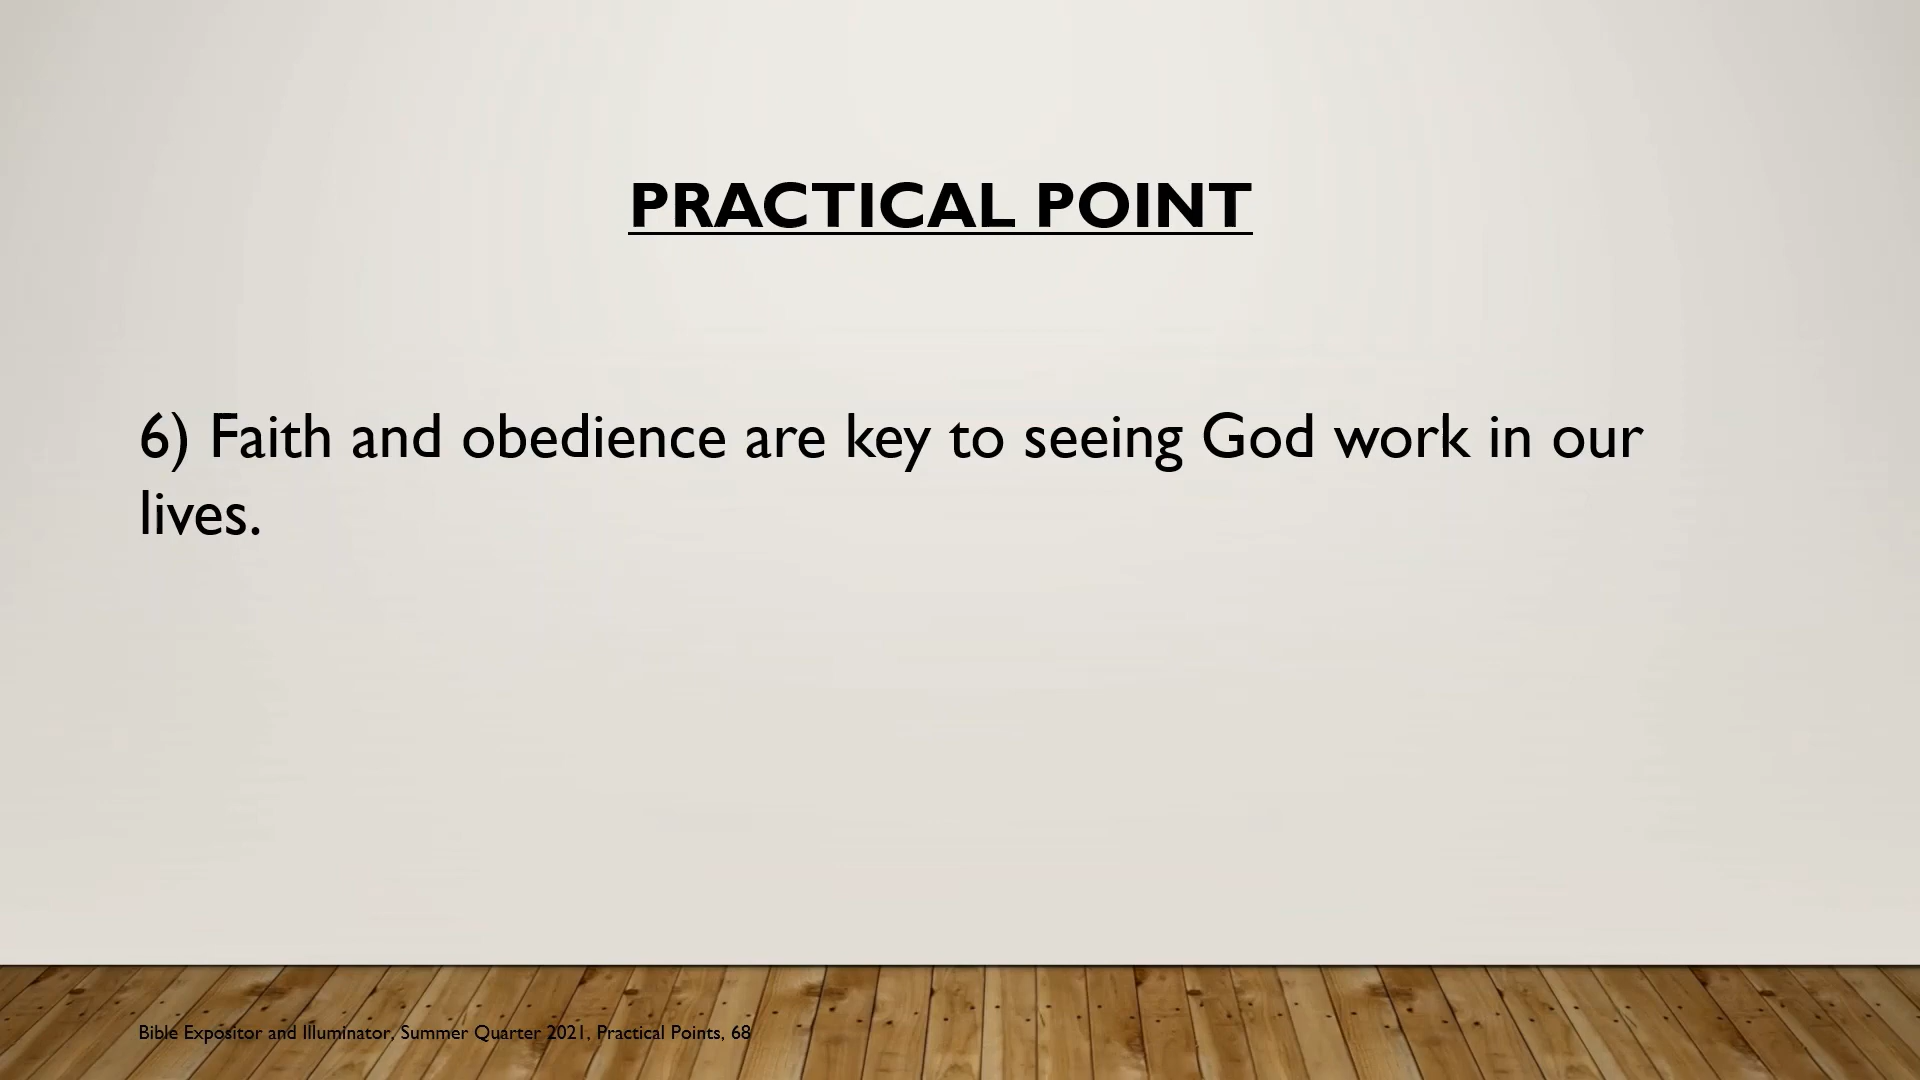 PRACTICAL POINT
6) Faith and obedience are key to seeing God work in our
lives.
Bible Expositor and Illuminator, Summer Quarter 2021, Practical Points, 68